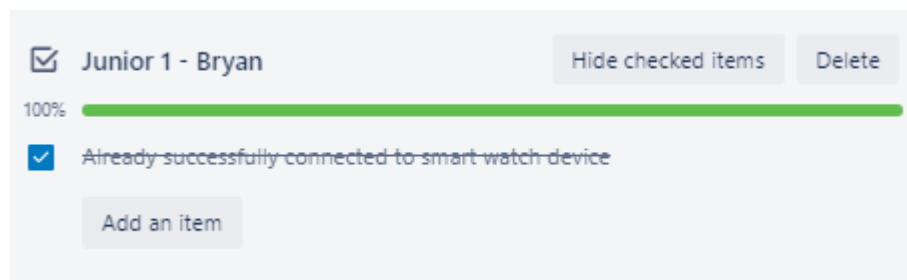 Junior 1 - Bryan
Hide checked items
Delete
100%
Already successfully connected to smart watch device
Add an item